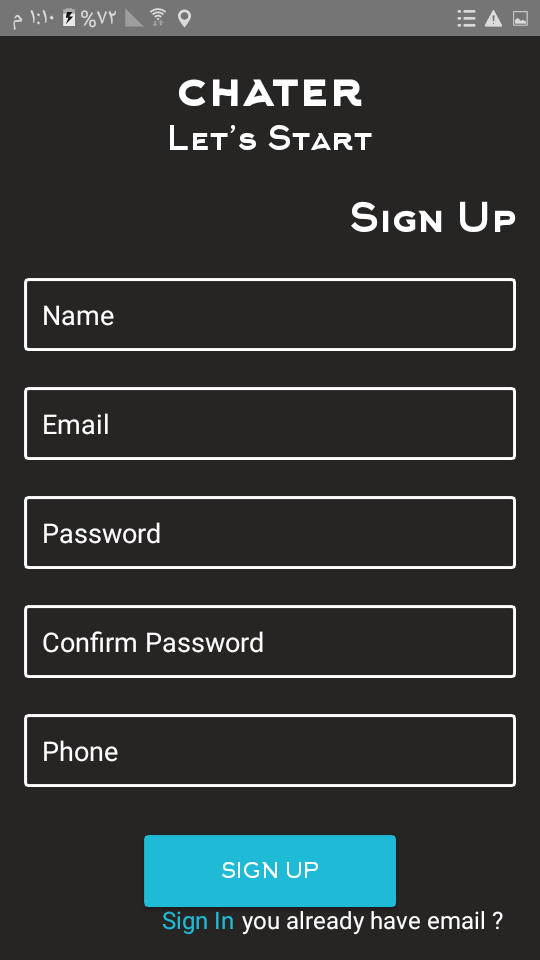 م ١:١٠ %٧٢
CHATER
Let's Start
Sign Up
Name
Email
Password
Confirm Password
Phone
SIGN UP
Sign In you already have email ?